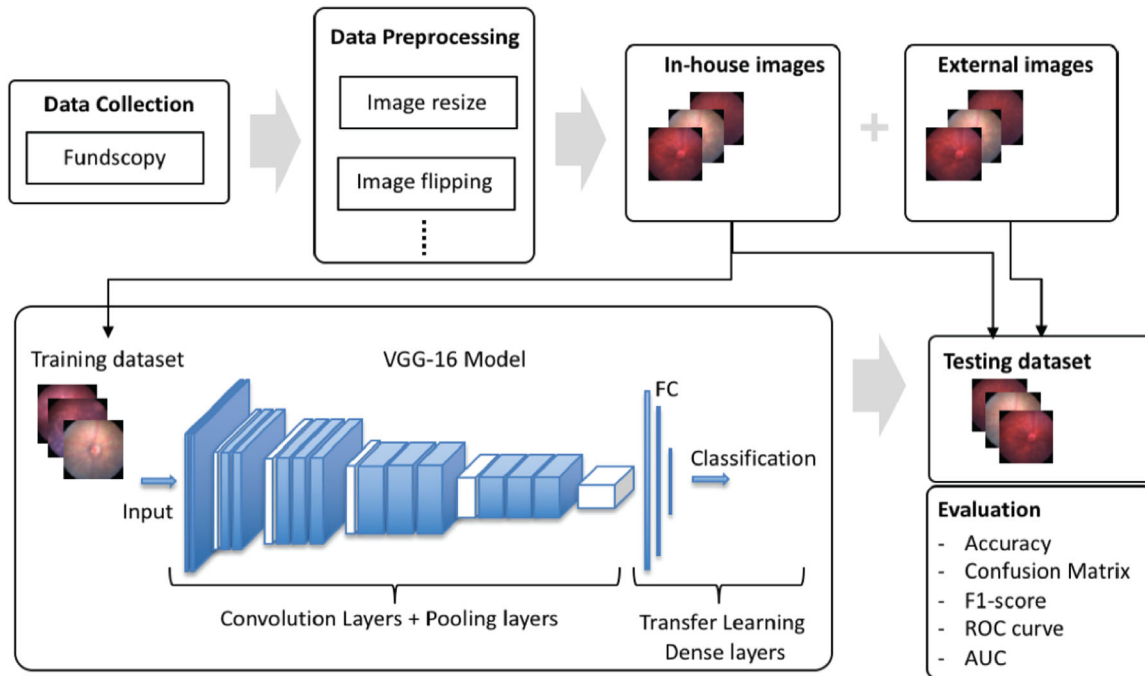 Data Collection
Fundscopy
Data Preprocessing
Image resize
Image flipping
In-house images
+
External images
Training dataset
VGG-16 Model
Input
FC
Classification
Convolution Layers + Pooling layers
Transfer Learning
Dense layers
Testing dataset
Evaluation
- Accuracy
- Confusion Matrix
- F1-score
- ROC curve
- AUC